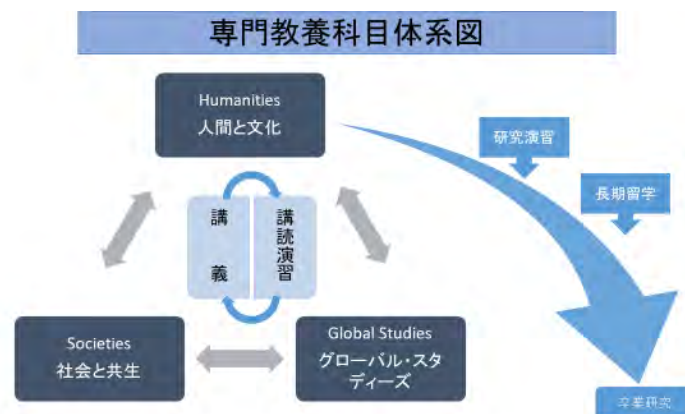 専門教養科目体系図
Humanities
人間と文化
研究演習
長期留学
講義
講読演習
Societies
社会と共生
Global Studies
グローバル・スタ
ディーズ
卒業研究